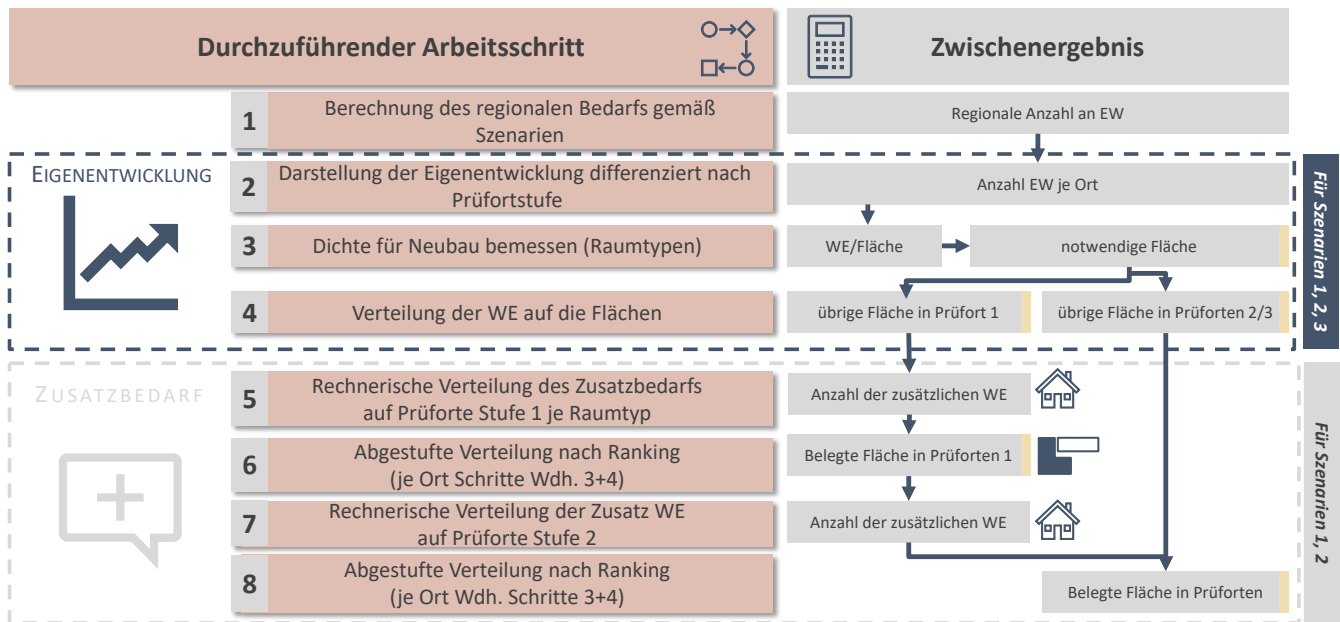 Durchzuführender Arbeitsschritt
Zwischenergebnis
1
Berechnung des regionalen Bedarfs gemäß
Szenarien
Regionale Anzahl an EW
EIGENENTWICKLUNG
2
Darstellung der Eigenentwicklung differenziert nach
Prüfortstufe
Anzahl EW je Ort
3
Dichte für Neubau bemessen (Raumtypen)
WE/Fläche
notwendige Fläche
4
Verteilung der WE auf die Flächen
übrige Fläche in Prüfort 1
übrige Fläche in Prüforten 2/3
Für Szenarien 1, 2, 3
ZUSATZBEDARF
5
Rechnerische Verteilung des Zusatzbedarfs
auf Prüforte Stufe 1 je Raumtyp
Anzahl der zusätzlichen WE
6
Abgestufte Verteilung nach Ranking
(je Ort Schritte Wdh. 3+4)
Belegte Fläche in Prüforten 1
7
Rechnerische Verteilung der Zusatz WE
auf Prüforte Stufe 2
Anzahl der zusätzlichen WE
8
Abgestufte Verteilung nach Ranking
(je Ort Wdh. Schritte 3+4)
Belegte Fläche in Prüforten
Für Szenarien 1, 2